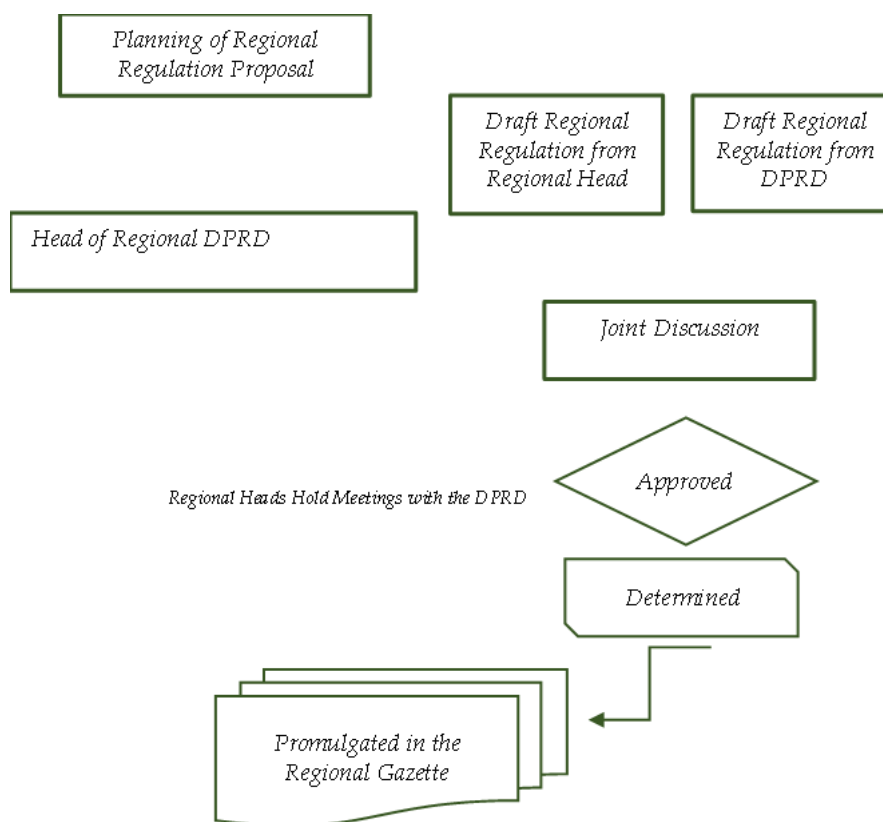 Planning of Regional
Regulation Proposal
Draft Regional
Regulation from
Regional Head
Draft Regional
Regulation from
DPRD
Head of Regional DPRD
Joint Discussion
Approved
Regional Heads Hold Meetings with the DPRD
Determined
Promulgated in the
Regional Gazette